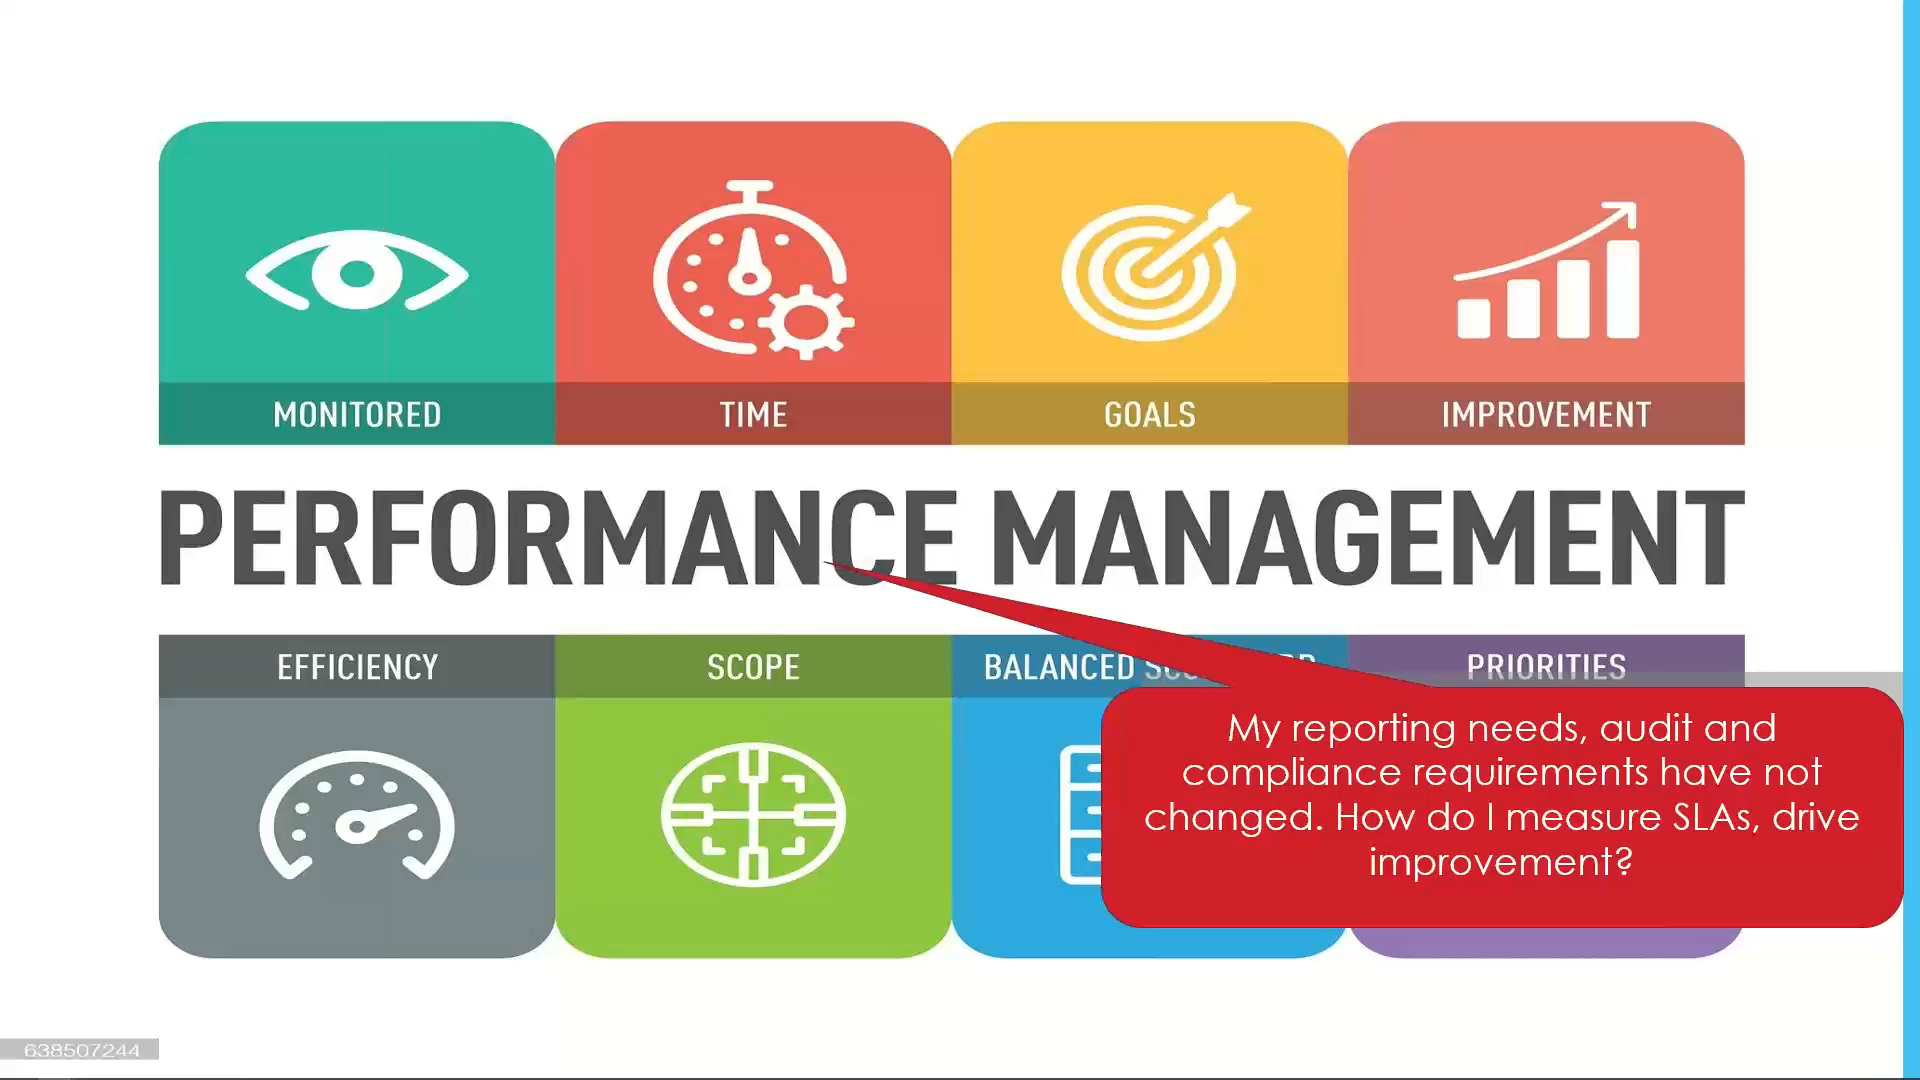 MONITORED TIME GOALS IMPROVEMENT
PERFORMANCE MANAGEMENT
EFFICIENCY SCOPE BALANCED PRIORITIES
My reporting needs, audit and
compliance requirements have not
changed. How do I measure SLAs, drive
improvement?
638507244